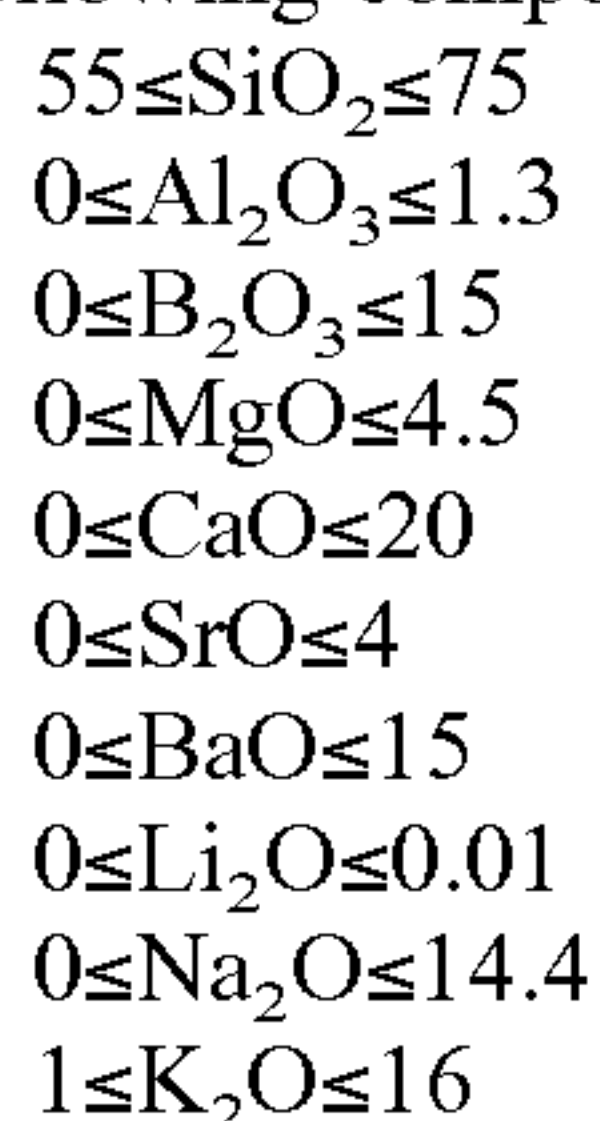 55≤SiO₂≤75
0≤Al₂O₃≤1.3
0≤B₂O₃≤15
0≤MgO≤4.5
0≤CaO≤20
0≤SrO≤4
0≤BaO≤15
0≤Li₂O≤0.01
0≤Na₂O≤14.4
1≤K₂O≤16